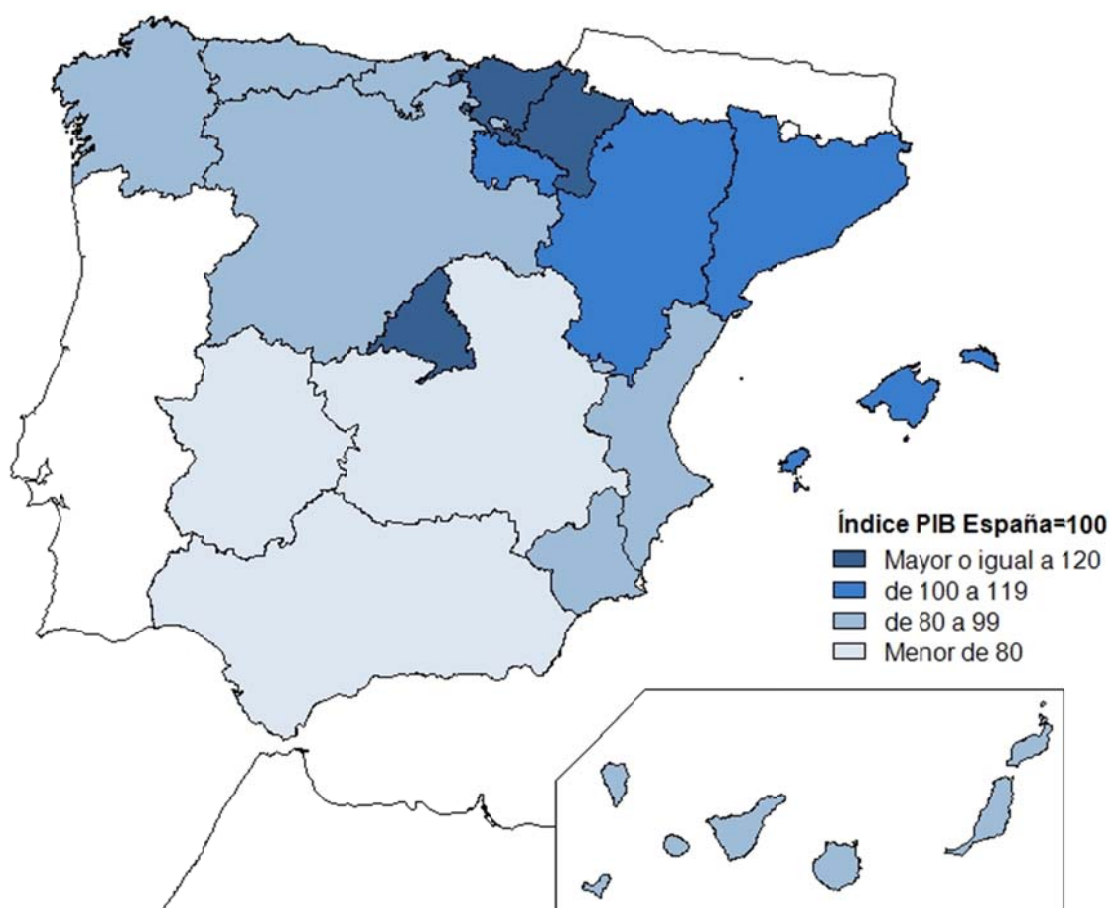 Índice PIB España=100
Mayor o igual a 120
de 100 a 119
de 80 a 99
Menor de 80